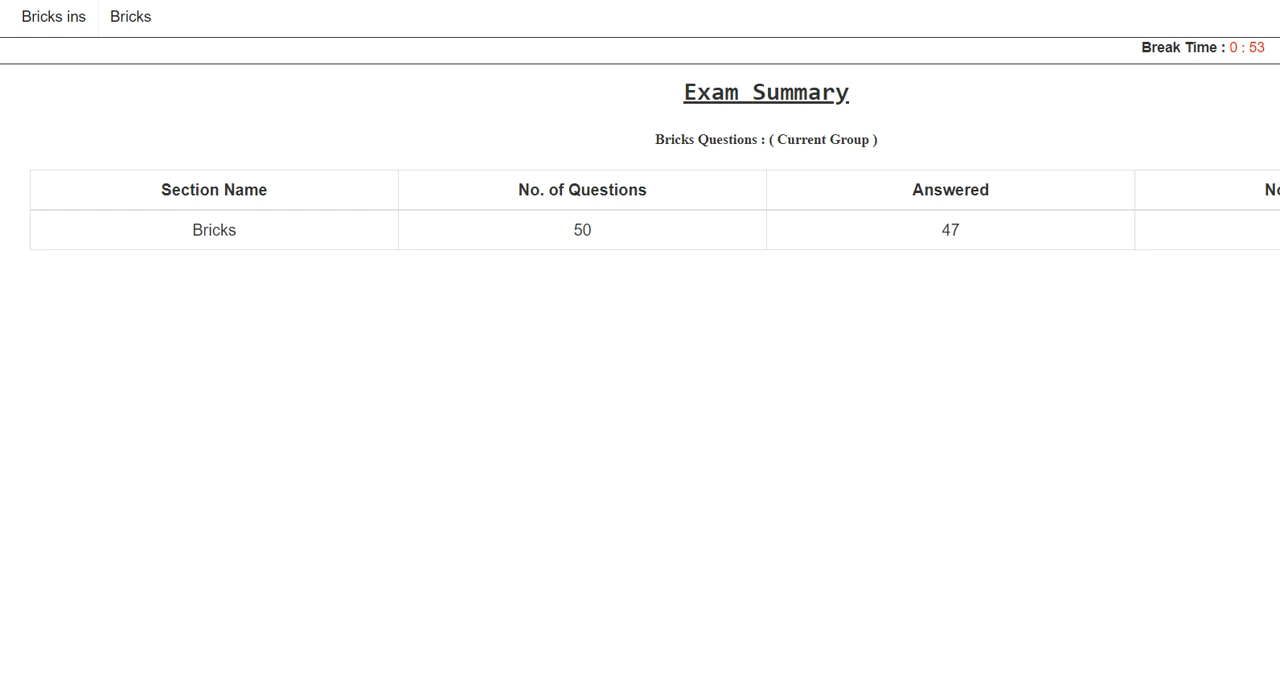 Bricks ins Bricks
Break Time : 0 : 53
Exam Summary
Bricks Questions : ( Current Group )
Section Name No. of Questions Answered
Bricks 50 47